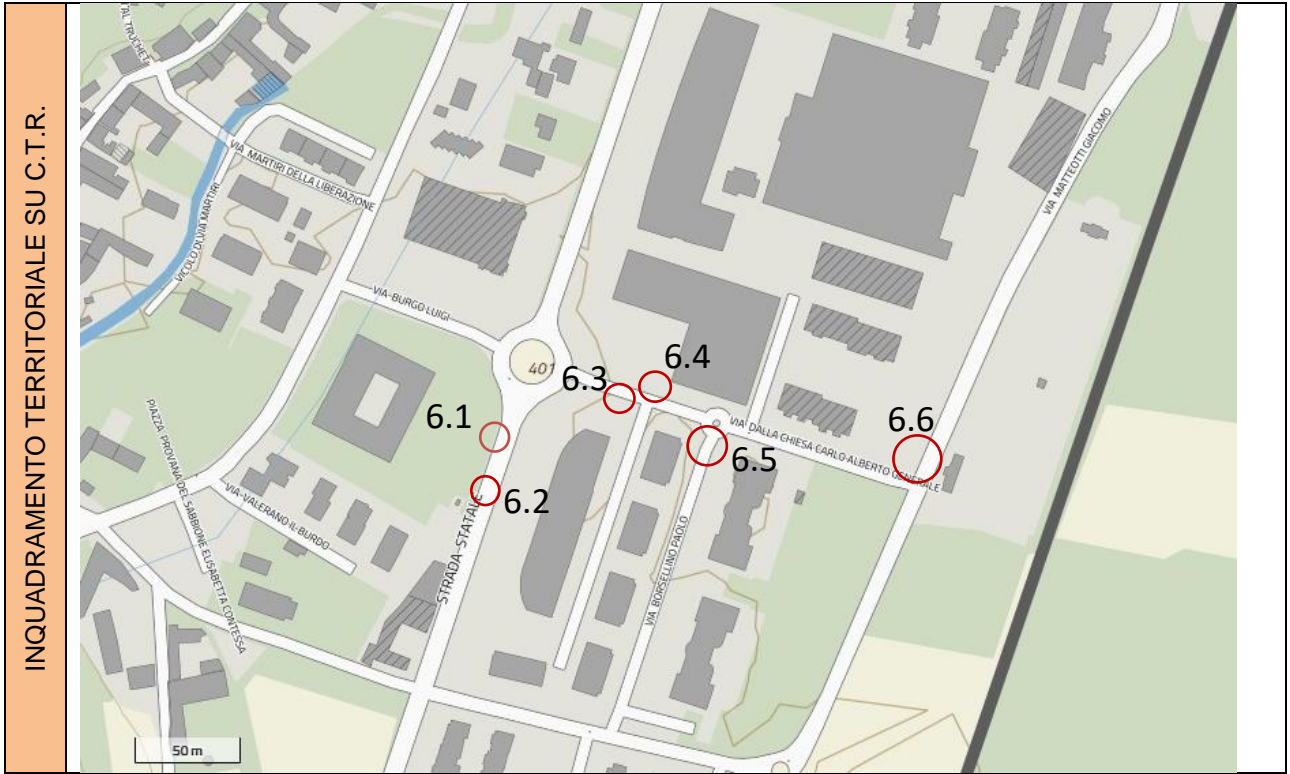 INQUADRAMENTO TERRITORIALE SU C.T.R.
VIA MARTIRI DELLA LIBERAZIONE
VICOLO DI VIA MARTIRI
VIA MATTEOTTI GIACOMO
VIA BURGO LUIGI
401
6.3
6.4
6.1
6.2
6.5
6.6
VIA DALLA CHIESA CARLO ALBERTO GENERALE
PIAZZA PROVANA DEL SABBIONE ELISABETTA CONTESSA
VIA VALERANO IL BURDO
STRADA STATALE
VIA BORSELLINO PAOLO
50 m